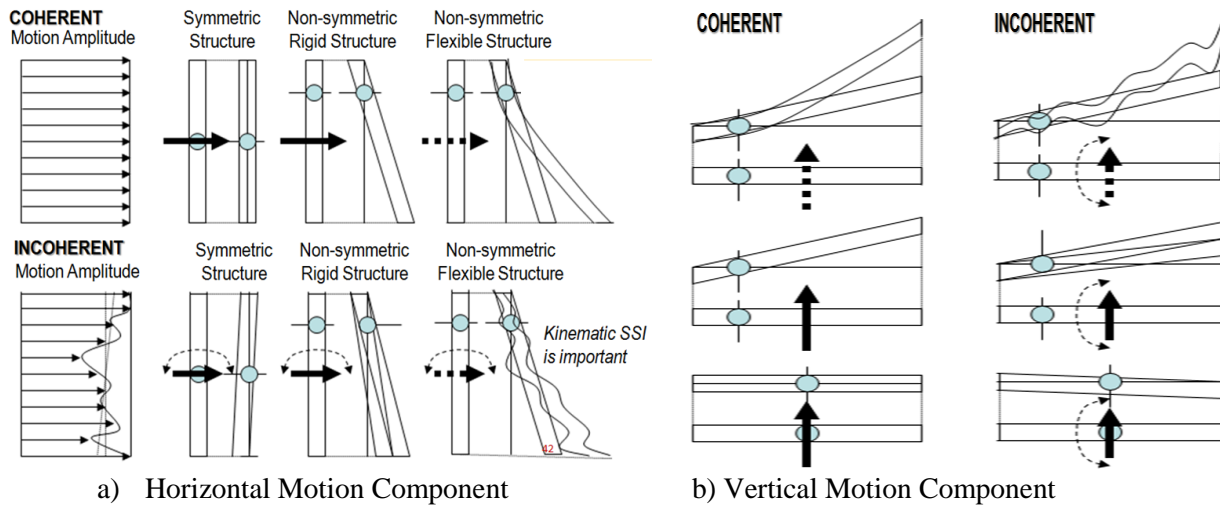 COHERENT
Motion Amplitude
Symmetric
Structure
Non-symmetric
Rigid Structure
Non-symmetric
Flexible Structure
INCOHERENT
Motion Amplitude
Symmetric
Structure
Non-symmetric
Rigid Structure
Non-symmetric
Flexible Structure
Kinematic SSI
is important
42
a) Horizontal Motion Component
COHERENT
INCOHERENT
b) Vertical Motion Component